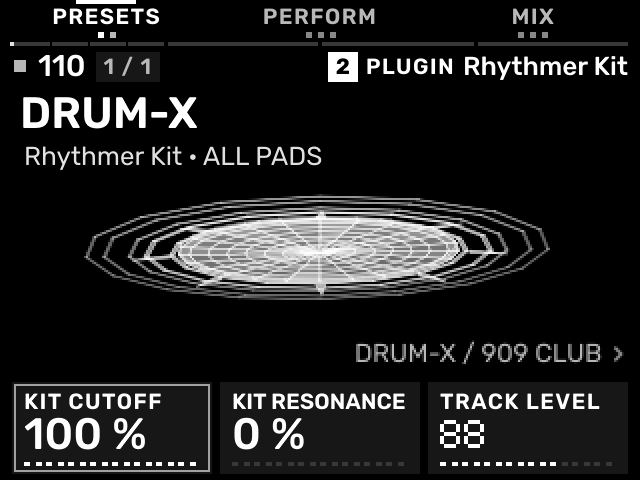 PRESETS PERFORM MIX
110 1 / 1 2 PLUGIN Rhythmer Kit
DRUM-X
Rhythmer Kit • ALL PADS
DRUM-X / 909 CLUB >
KIT CUTOFF KIT RESONANCE TRACK LEVEL
100 % 0 % 88